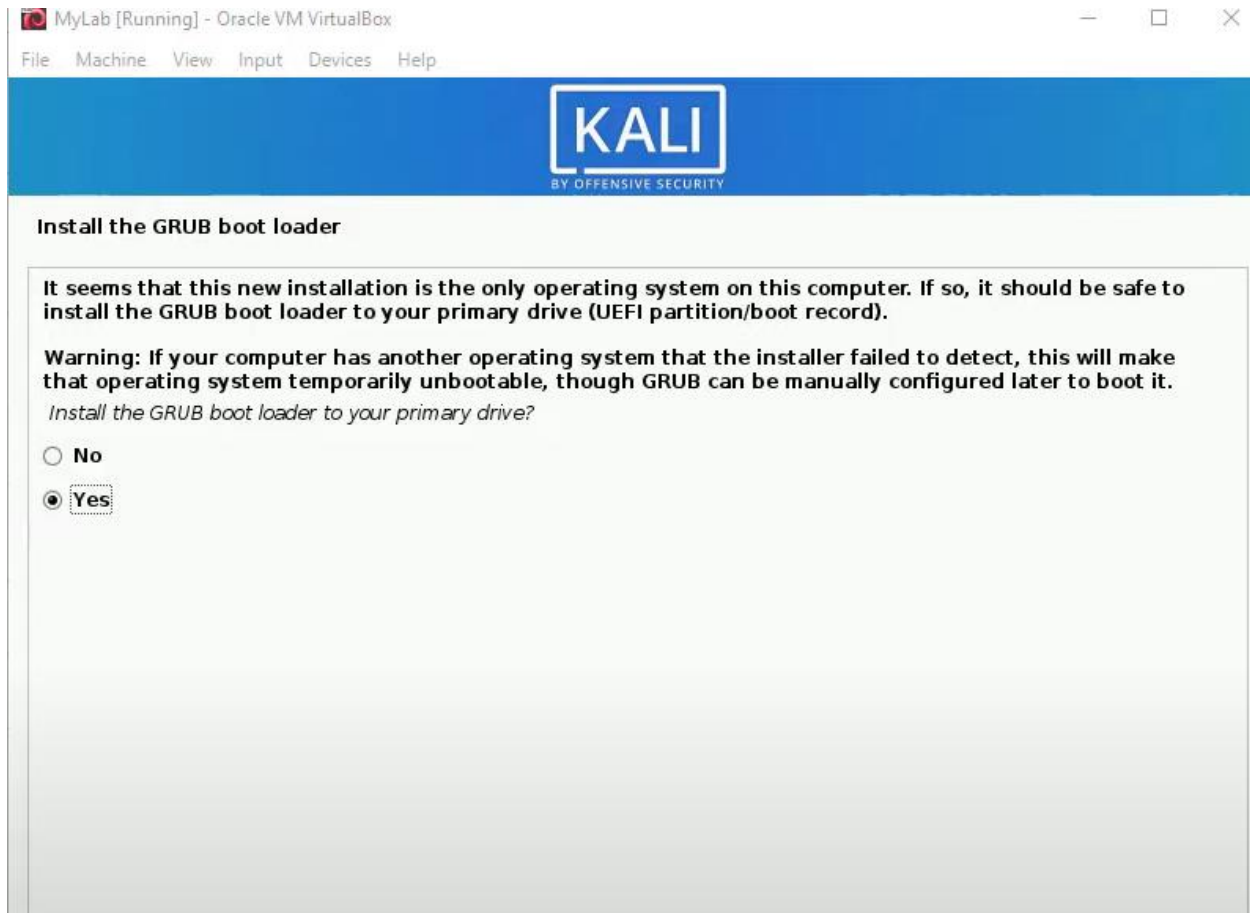 MyLab [Running] - Oracle VM VirtualBox
File Machine View Input Devices Help
KALI
BY OFFENSIVE SECURITY
Install the GRUB boot loader
It seems that this new installation is the only operating system on this computer. If so, it should be safe to
install the GRUB boot loader to your primary drive (UEFI partition/boot record).
Warning: If your computer has another operating system that the installer failed to detect, this will make
that operating system temporarily unbootable, though GRUB can be manually configured later to boot it.
Install the GRUB boot loader to your primary drive?
No
Yes